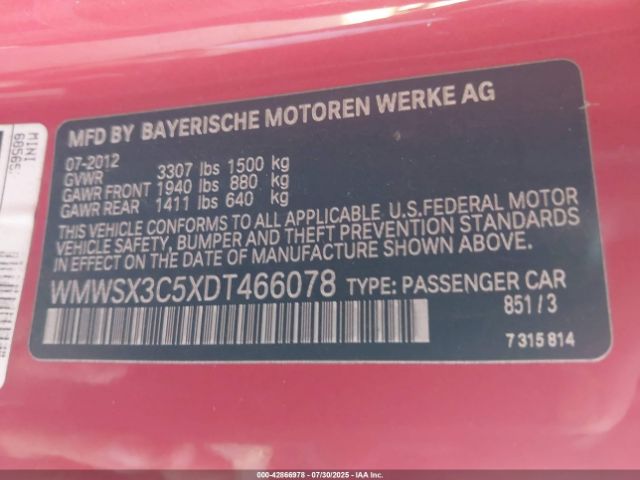 MFD BY BAYERISCHE MOTOREN WERKE AG
07-2012
GVWR 3307 lbs 1500 kg
GAWR FRONT 1940 lbs 880 kg
GAWR REAR 1411 lbs 640 kg
THIS VEHICLE CONFORMS TO ALL APPLICABLE U.S.FEDERAL MOTOR
VEHICLE SAFETY, BUMPER AND THEFT PREVENTION STANDARDS
IN EFFECT ON THE DATE OF MANUFACTURE SHOWN ABOVE.
WMWSX3C5XDT466078 TYPE: PASSENGER CAR
851/3
7 315 814
MINI
000-42866978 / 07/30/2025 / IAAI.COM